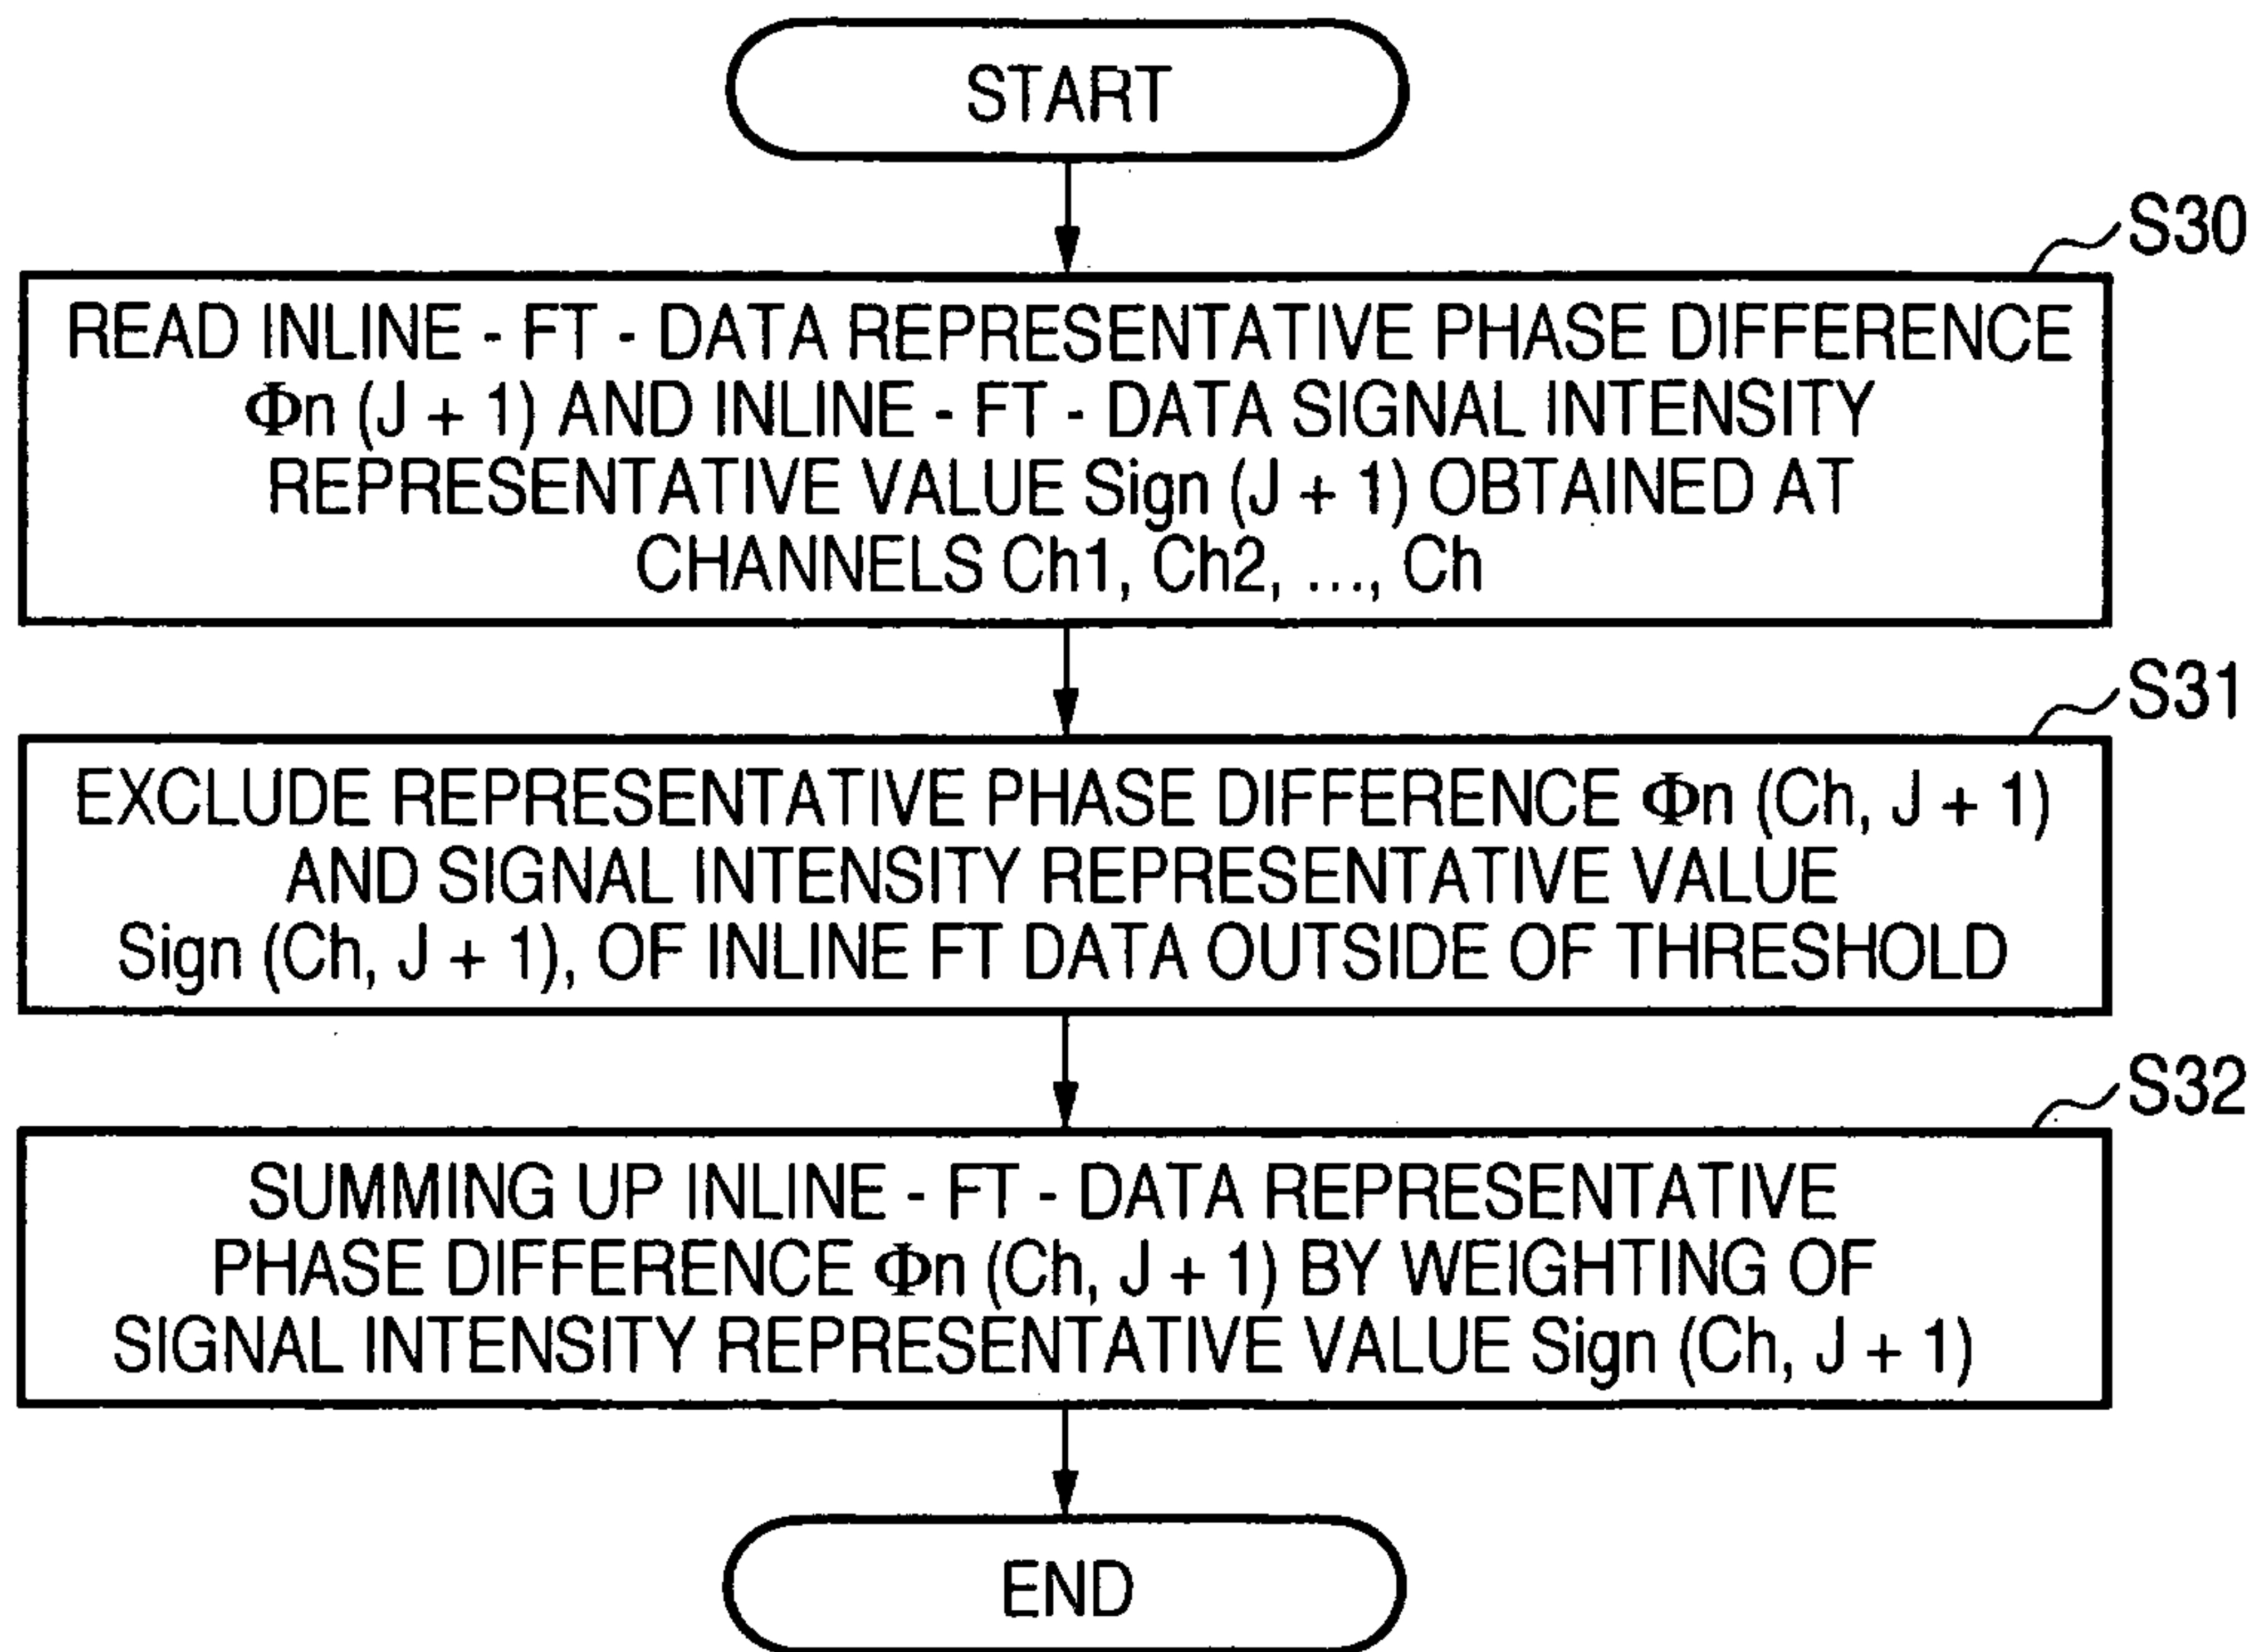 START
S30
READ INLINE - FT - DATA REPRESENTATIVE PHASE DIFFERENCE
Φn (J + 1) AND INLINE - FT - DATA SIGNAL INTENSITY
REPRESENTATIVE VALUE Sign (J + 1) OBTAINED AT
CHANNELS Ch1, Ch2, ..., Ch
S31
EXCLUDE REPRESENTATIVE PHASE DIFFERENCE Φn (Ch, J + 1)
AND SIGNAL INTENSITY REPRESENTATIVE VALUE
Sign (Ch, J + 1), OF INLINE FT DATA OUTSIDE OF THRESHOLD
S32
SUMMING UP INLINE - FT - DATA REPRESENTATIVE
PHASE DIFFERENCE Φn (Ch, J + 1) BY WEIGHTING OF
SIGNAL INTENSITY REPRESENTATIVE VALUE Sign (Ch, J + 1)
END